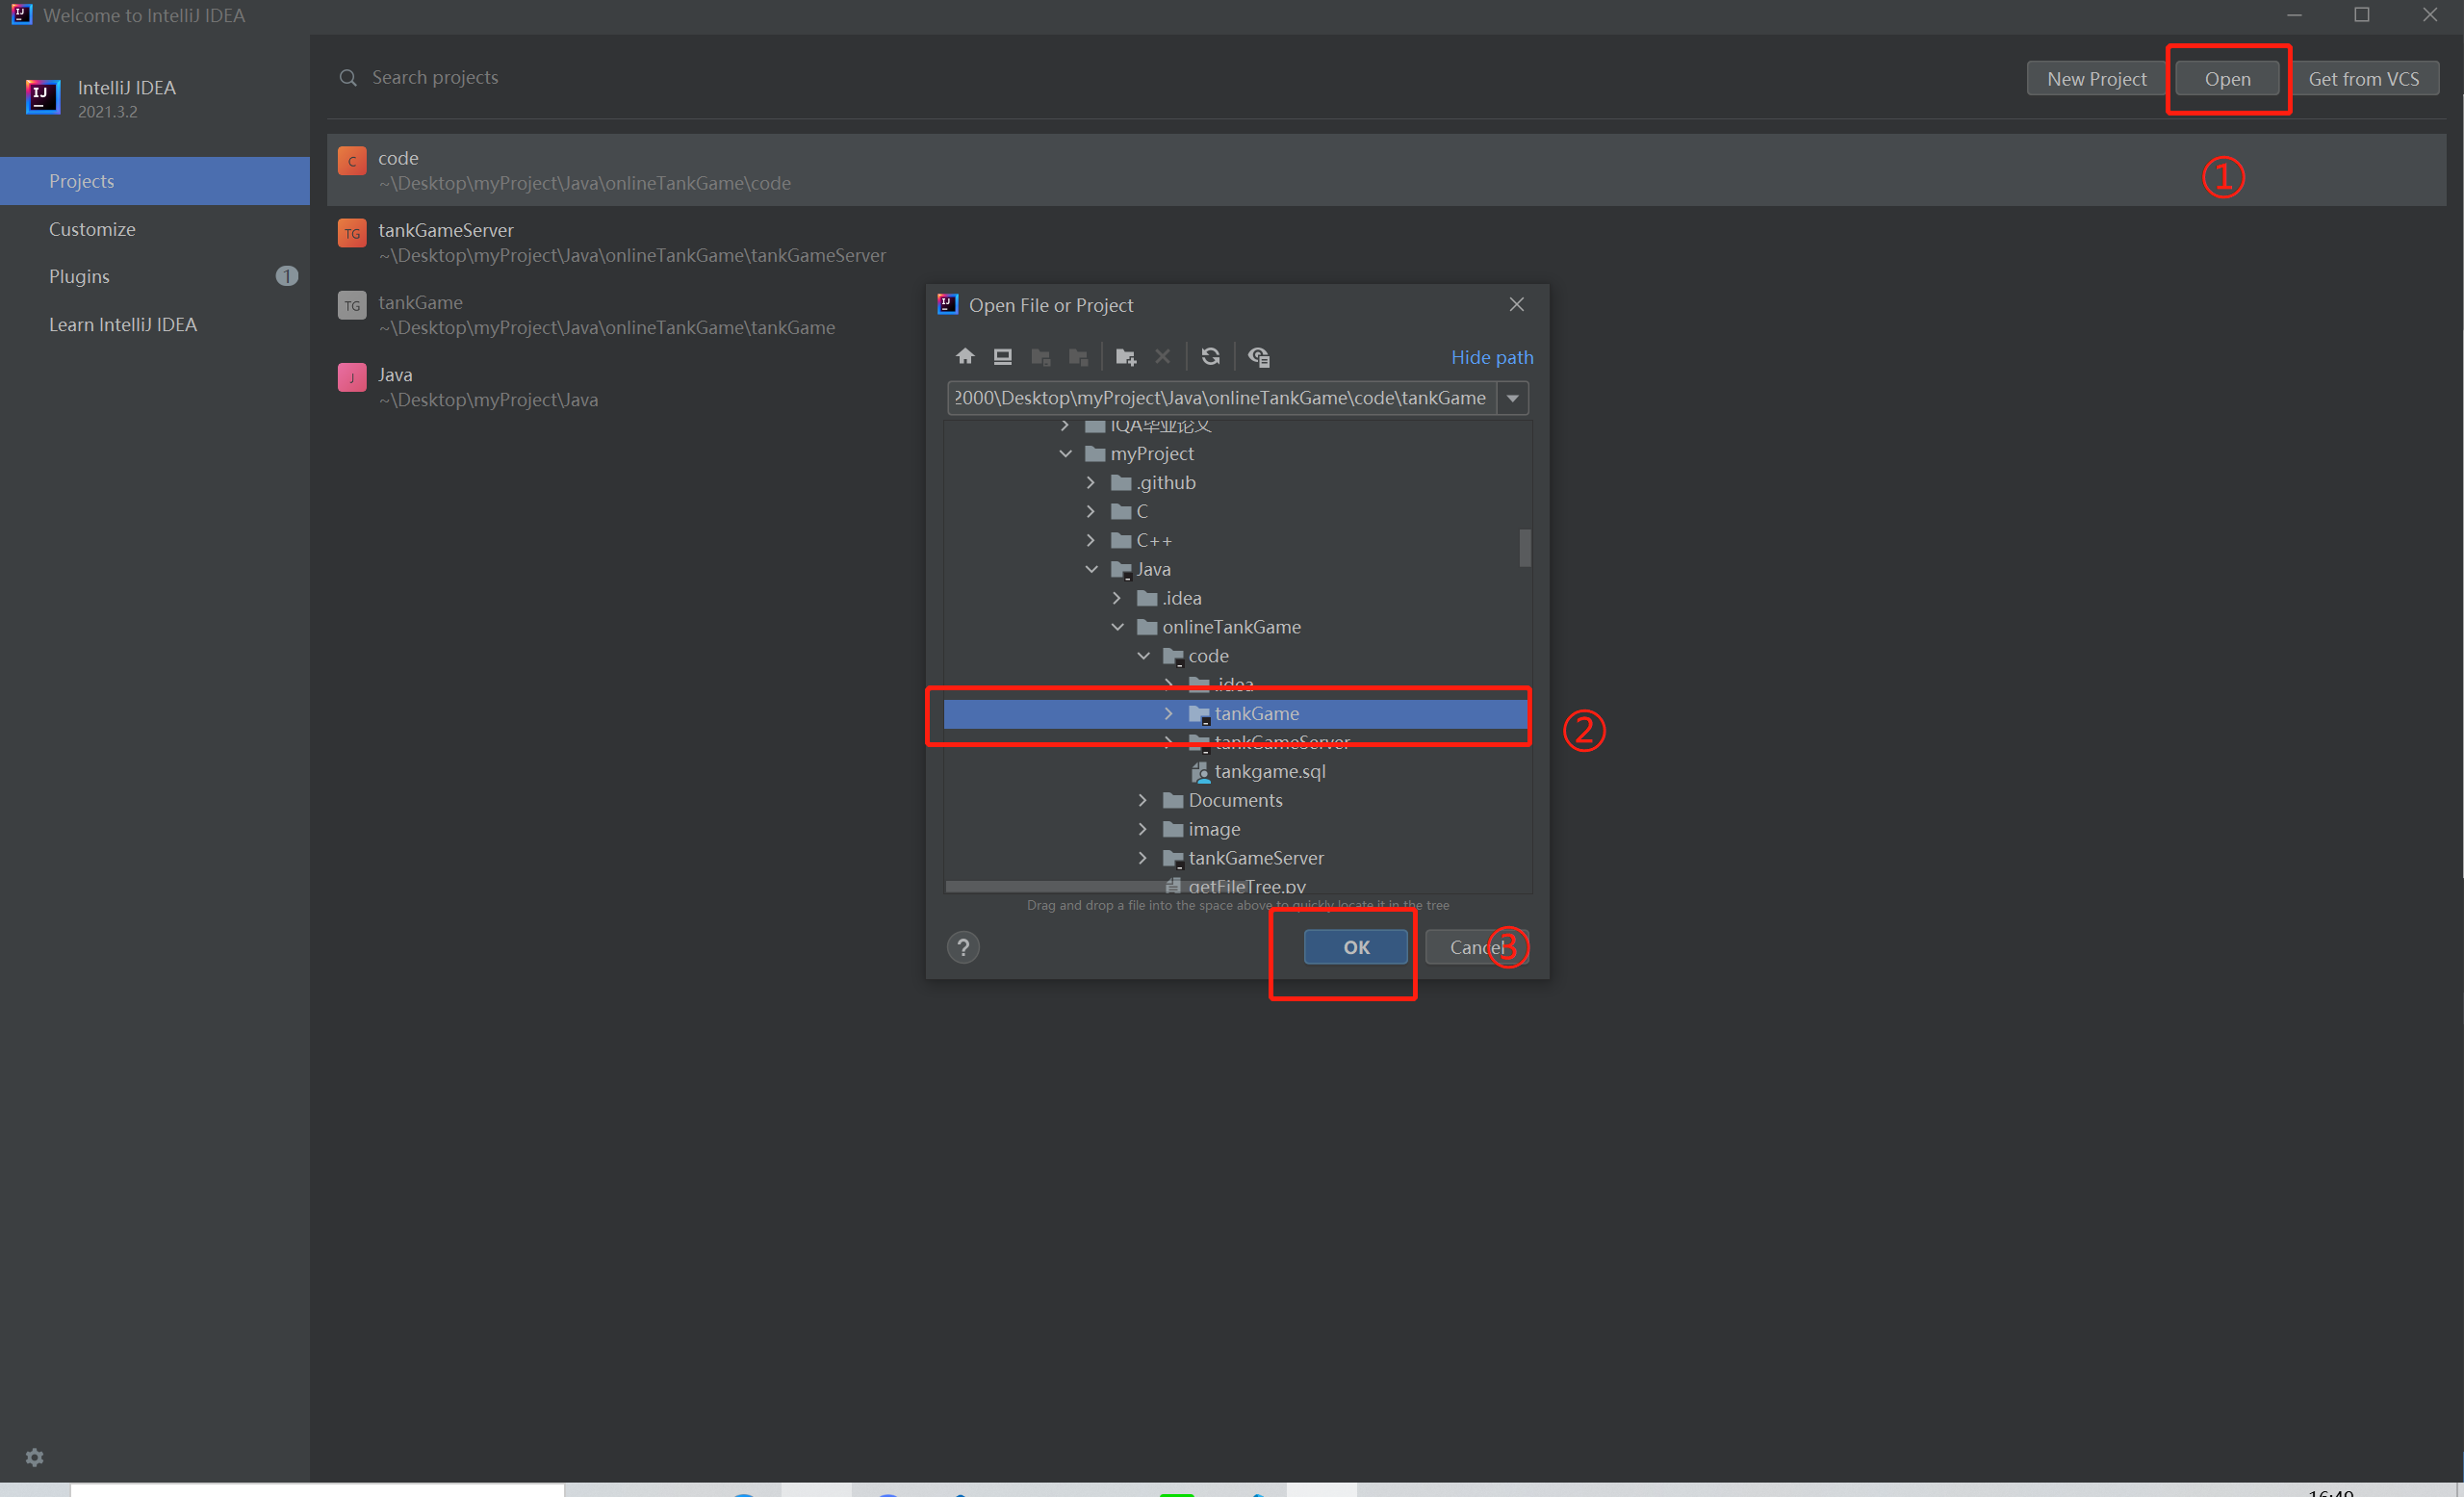 Welcome to IntelliJ IDEA
IntelliJ IDEA
2021.3.2
Projects
Customize
Plugins
1
Learn IntelliJ IDEA
Search projects
New Project
Open
Get from VCS
①
C
code
~\Desktop\myProject\Java\onlineTankGame\code
TG
tankGameServer
~\Desktop\myProject\Java\onlineTankGame\tankGameServer
TG
tankGame
~\Desktop\myProject\Java\onlineTankGame\tankGame
J
Java
~\Desktop\myProject\Java
Open File or Project
Hide path
2000\Desktop\myProject\Java\onlineTankGame\code\tankGame
IQA毕业论文
myProject
.github
C
C++
Java
.idea
onlineTankGame
code
.idea
tankGame
②
tankGameServer
tankgame.sql
Documents
image
tankGameServer
getFileTree.py
Drag and drop a file into the space above to quickly locate it in the tree
?
OK
Cancel
③
16:49